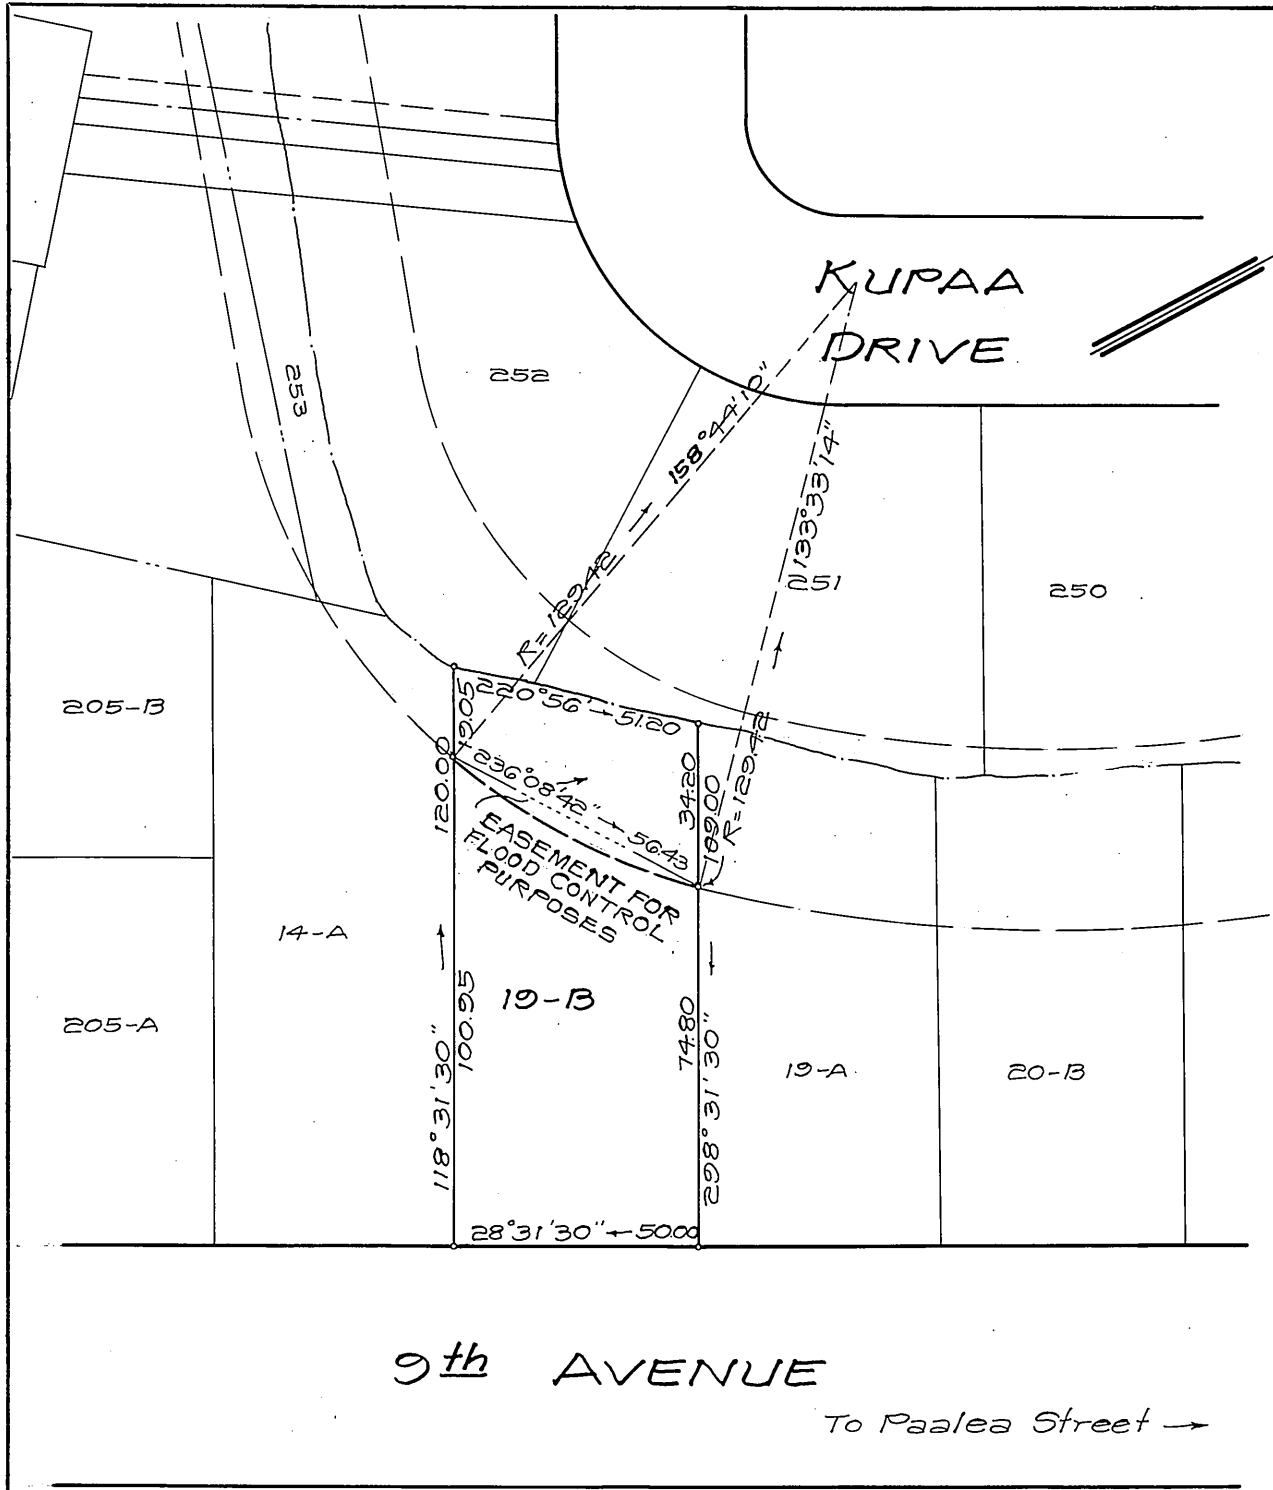 KUPAA
DRIVE
252
253
158°44'10"
133°33'14"
R=129.42
251
250
205-B
220°56' 51.20
19.05
120.00
236°08'42" 56.43
34.20
109.00
R=129.42
EASEMENT FOR
FLOOD CONTROL
PURPOSES
14-A
19-B
205-A
118°31'30"
100.95
74.80
298°31'30"
19-A
20-B
28°31'30" 50.00
9th AVENUE
To Paalea Street